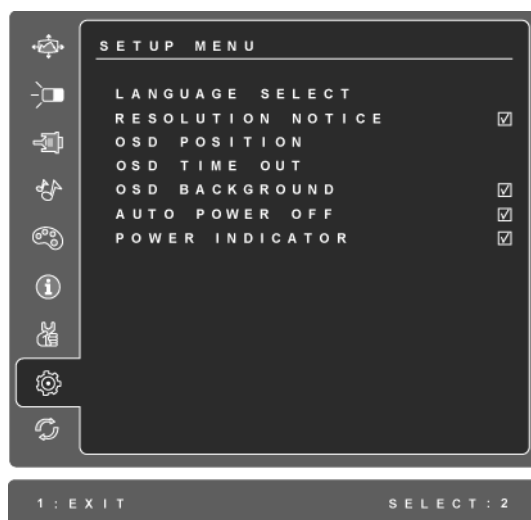 SETUP MENU
LANGUAGE SELECT
RESOLUTION NOTICE
OSD POSITION
OSD TIME OUT
OSD BACKGROUND
AUTO POWER OFF
POWER INDICATOR
1:EXIT SELECT:2